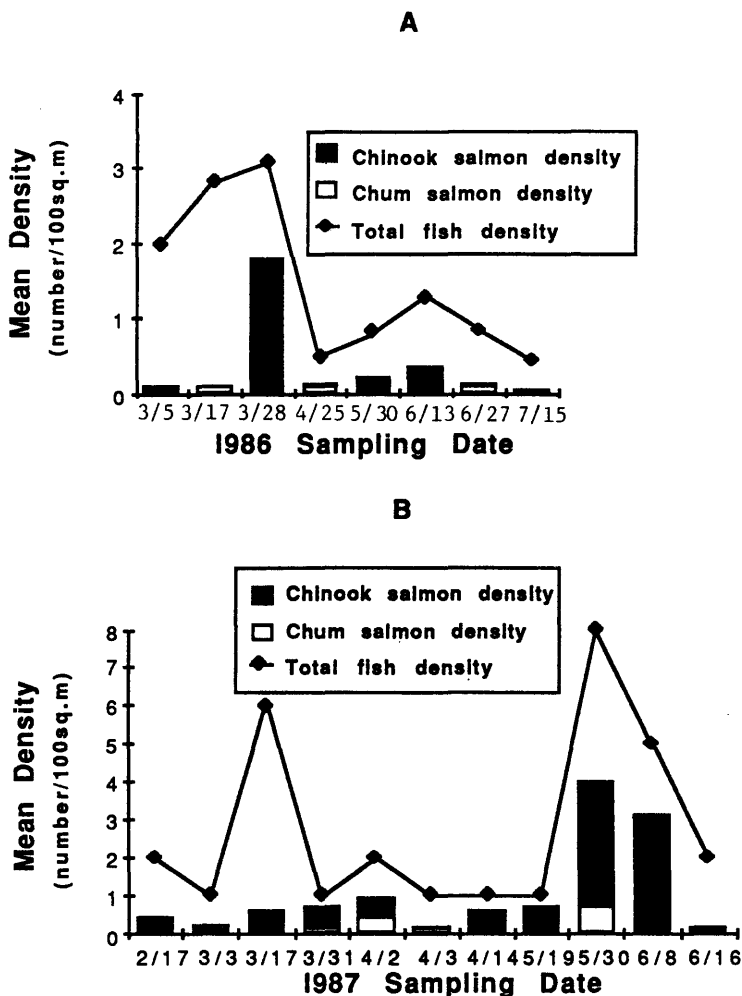 A
4
3
2
1
0
Mean Density
(number/100sq.m)
Chinook salmon density
Chum salmon density
Total fish density
3/5 3/17 3/28 4/25 5/30 6/13 6/27 7/15
1986 Sampling Date
B
8
7
6
5
4
3
2
1
0
Mean Density
(number/100sq.m)
Chinook salmon density
Chum salmon density
Total fish density
2/17 3/3 3/17 3/31 4/2 4/3 4/14 5/19 5/30 6/8 6/16
1987 Sampling Date